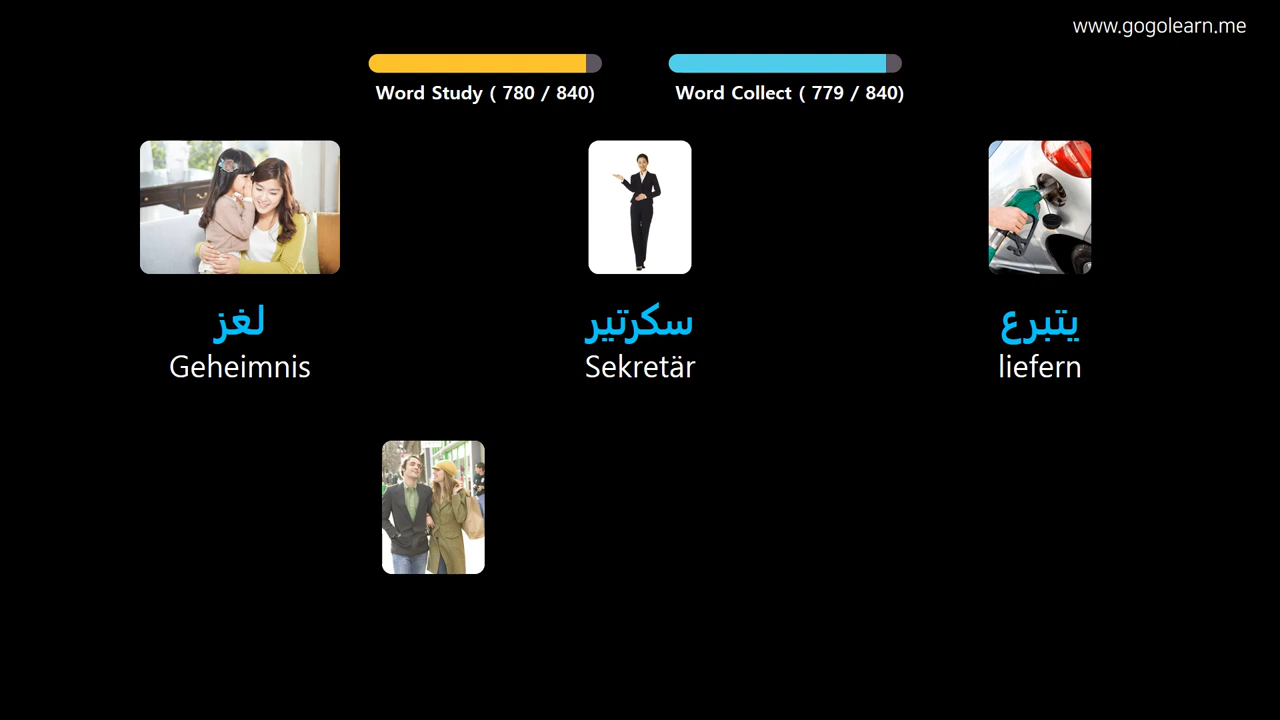 www.gogolearn.me
Word Study ( 780 / 840)
Word Collect ( 779 / 840)
لغز
Geheimnis
سكرتير
Sekretär
يتبرع
liefern